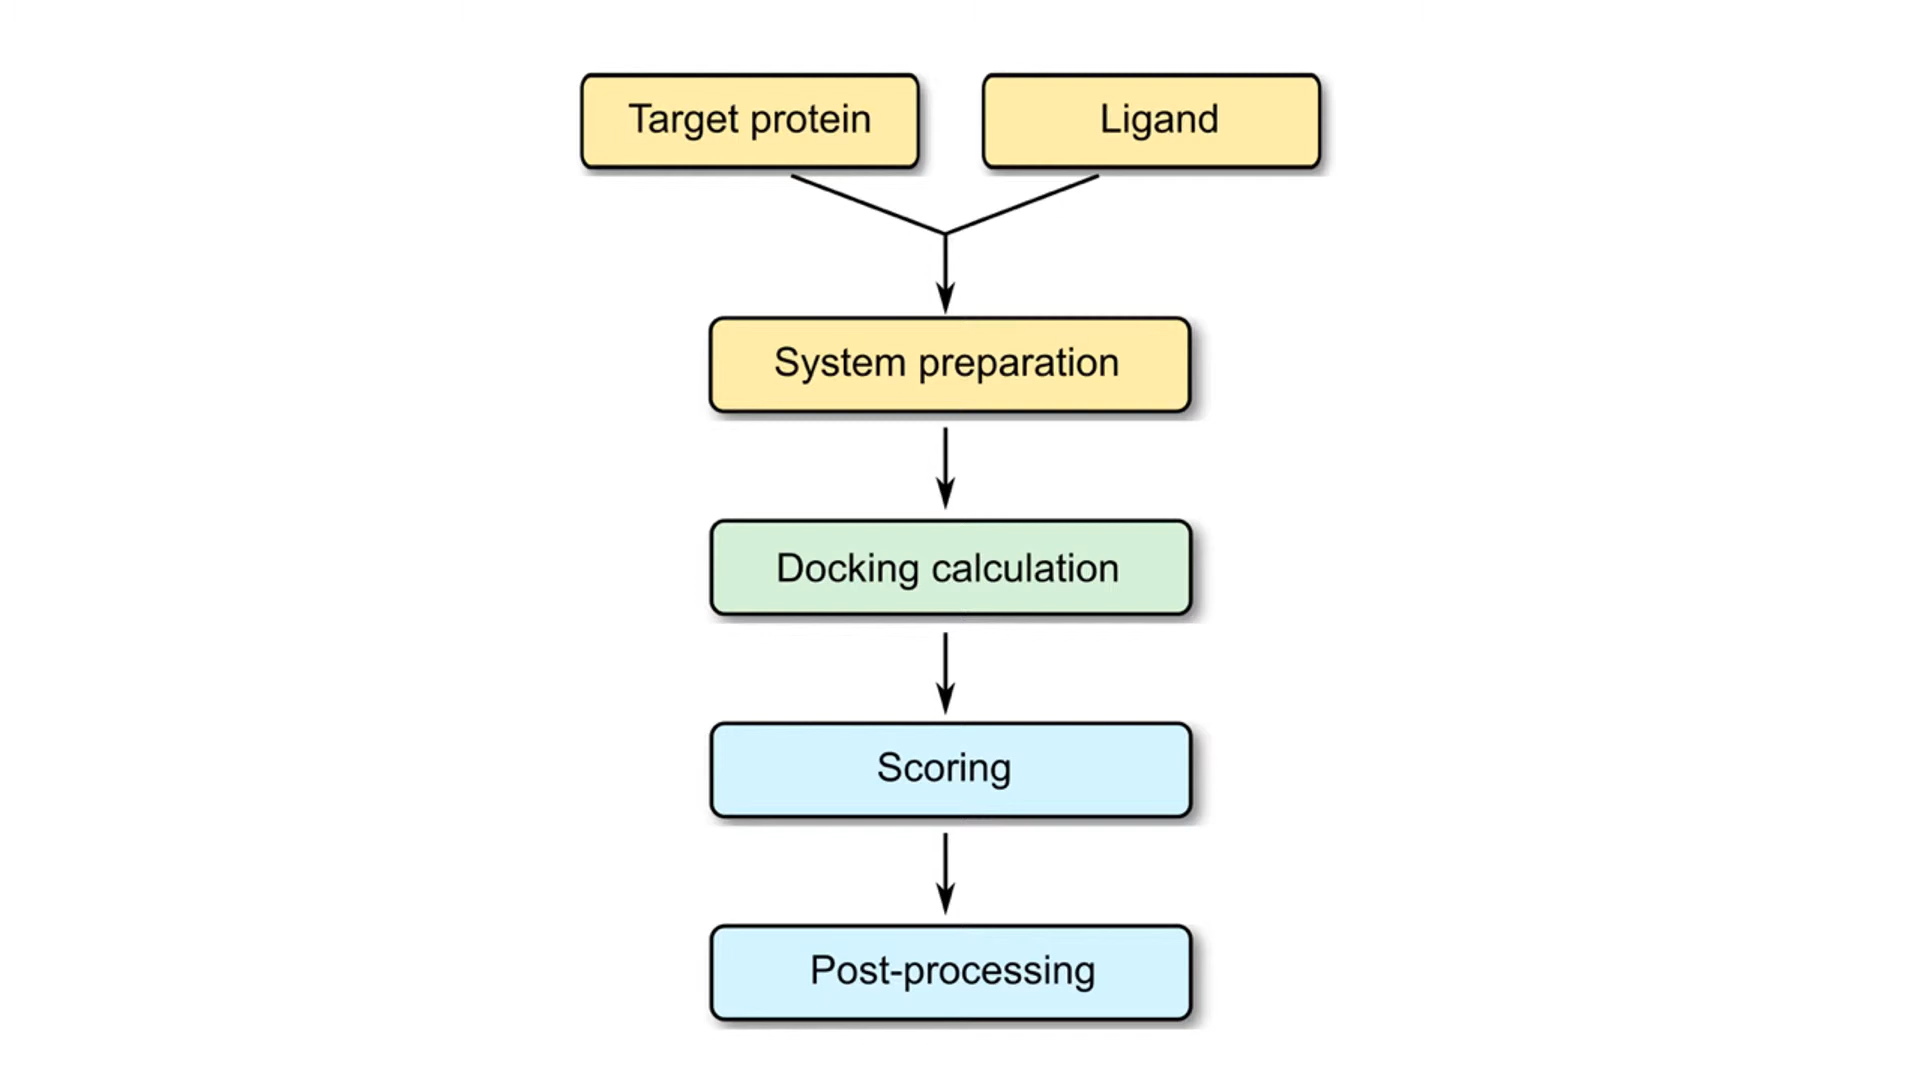 Target protein
Ligand
System preparation
Docking calculation
Scoring
Post-processing